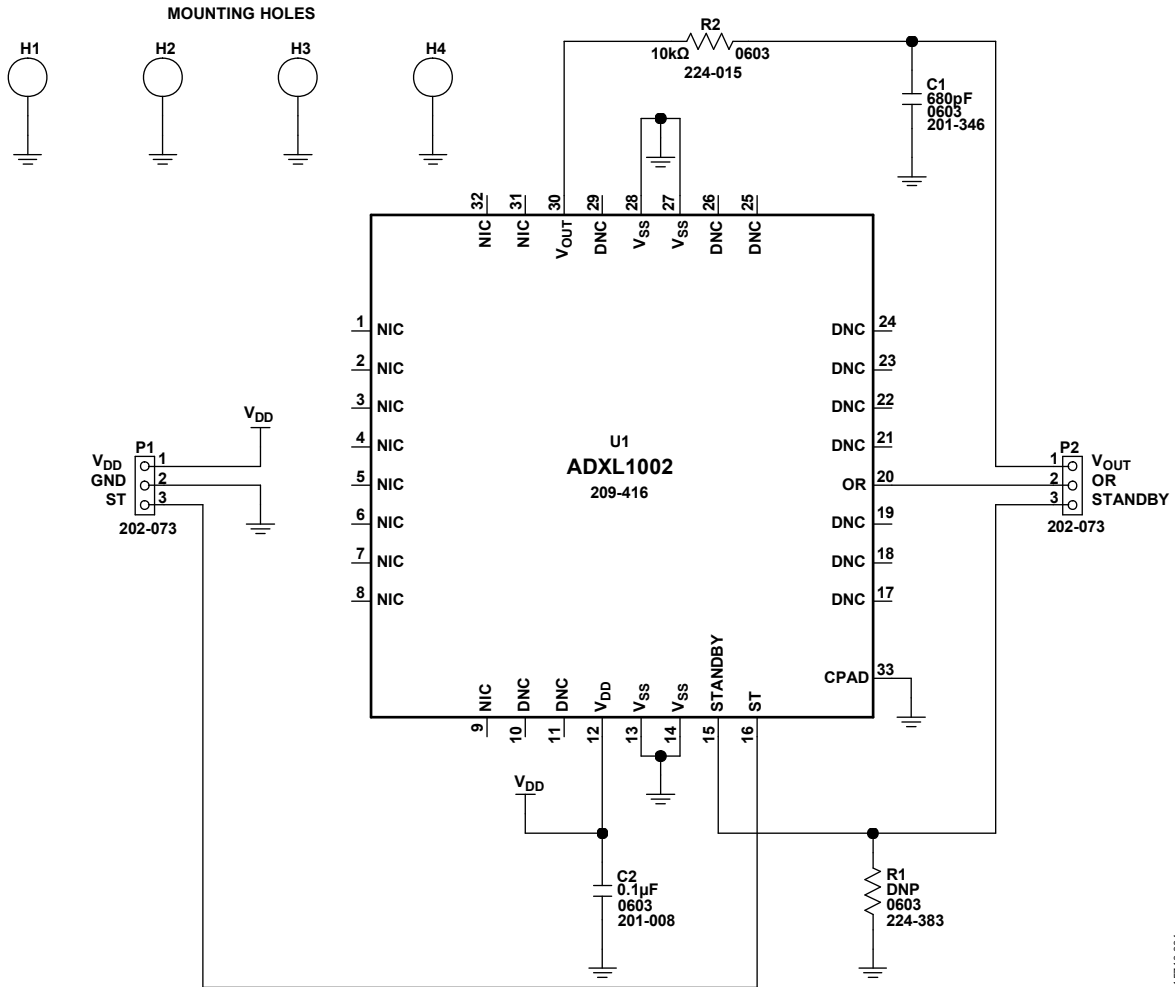 MOUNTING HOLES
H1
H2
H3
H4
R2
10kΩ
0603
224-015
C1
680pF
0603
201-346
32
31
30
29
28
27
26
25
NIC
NIC
VOUT
DNC
VSS
VSS
DNC
DNC
1 NIC
2 NIC
3 NIC
4 NIC
5 NIC
6 NIC
7 NIC
8 NIC
DNC 24
DNC 23
DNC 22
DNC 21
OR 20
DNC 19
DNC 18
DNC 17
CPAD 33
U1
ADXL1002
209-416
VDD
P1
VDD 1
GND 2
ST 3
202-073
P2
1 VOUT
2 OR
3 STANDBY
202-073
NIC
DNC
DNC
VDD
VSS
VSS
STANDBY
ST
9
10
11
12
13
14
15
16
VDD
C2
0.1µF
0603
201-008
R1
DNP
0603
224-383